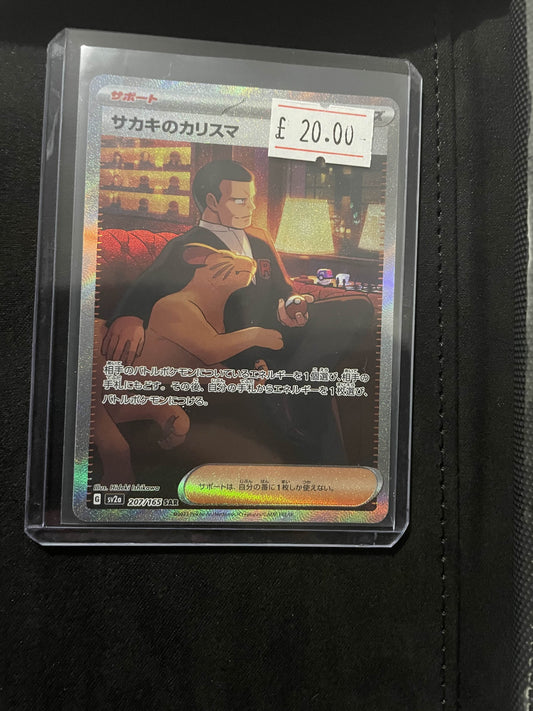 サポート
ズ
サカキのカリスマ
£ 20.00
相手のバトルポケモンについているエネルギーを1個選び、相手の
手札にもどす。その後、自分の手札からエネルギーを1枚選び、
バトルポケモンにつける。
Illus. Hideki Ishikawa
サポートは、自分の番に1枚しか使えない。
G sv2a 207/165 SAR